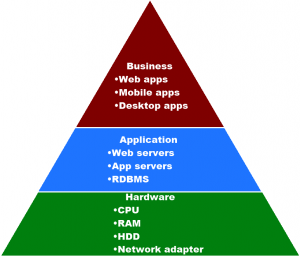 Business
•Web apps
•Mobile apps
•Desktop apps
Application
•Web servers
•App servers
•RDBMS
Hardware
•CPU
•RAM
•HDD
•Network adapter